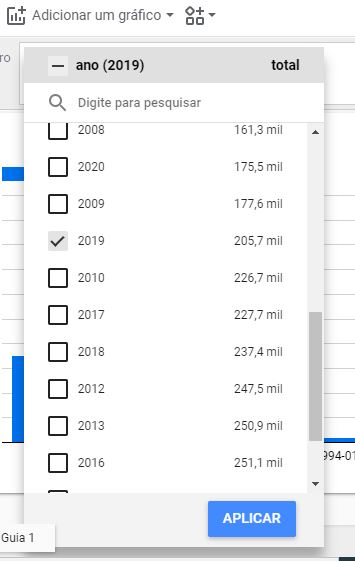 Adicionar um gráfico
ro
ano (2019) total
Digite para pesquisar
2008 161,3 mil
2020 175,5 mil
2009 177,6 mil
2019 205,7 mil
2010 226,7 mil
2017 227,7 mil
2018 237,4 mil
2012 247,5 mil
2013 250,9 mil
994-01
2016 251,1 mil
APLICAR
Guia 1